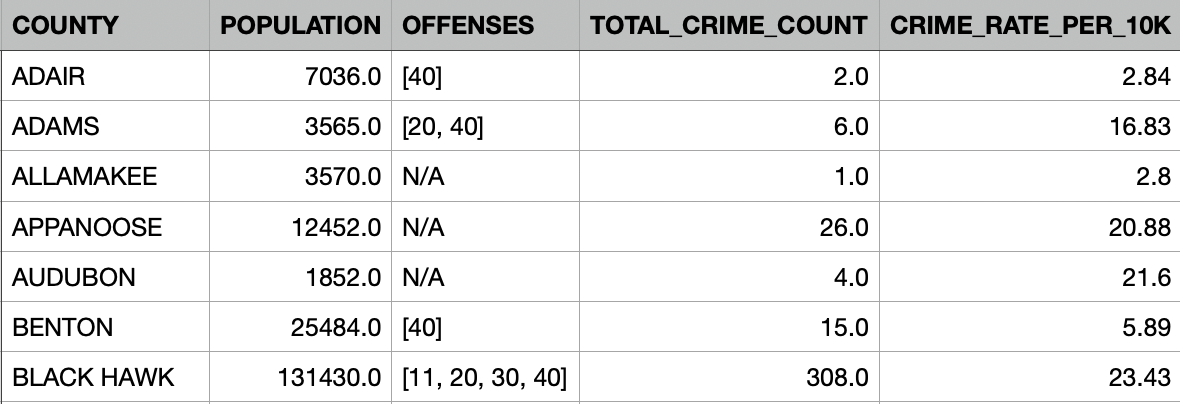 COUNTY POPULATION OFFENSES TOTAL_CRIME_COUNT CRIME_RATE_PER_10K
ADAIR 7036.0 [40] 2.0 2.84
ADAMS 3565.0 [20, 40] 6.0 16.83
ALLAMAKEE 3570.0 N/A 1.0 2.8
APPANOOSE 12452.0 N/A 26.0 20.88
AUDUBON 1852.0 N/A 4.0 21.6
BENTON 25484.0 [40] 15.0 5.89
BLACK HAWK 131430.0 [11, 20, 30, 40] 308.0 23.43